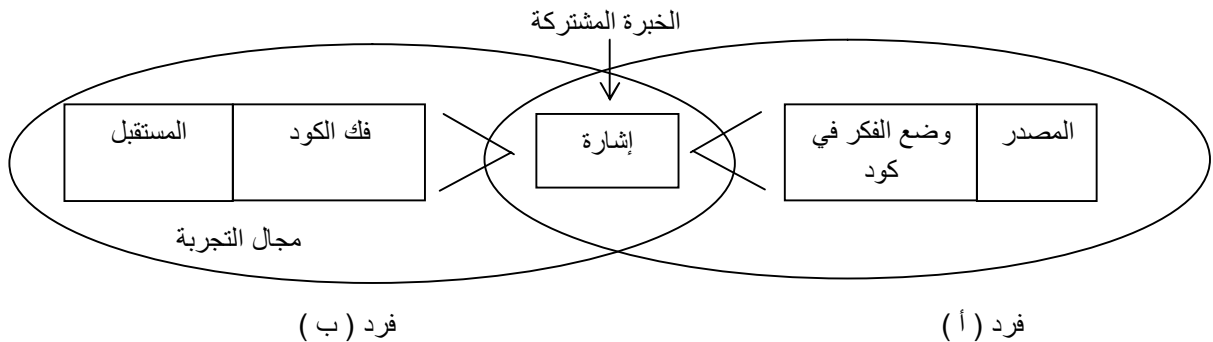 الخبرة المشتركة
المصدر
وضع الفكر في
كود
إشارة
فك الكود
المستقبل
مجال التجربة
فرد ( أ )
فرد ( ب )